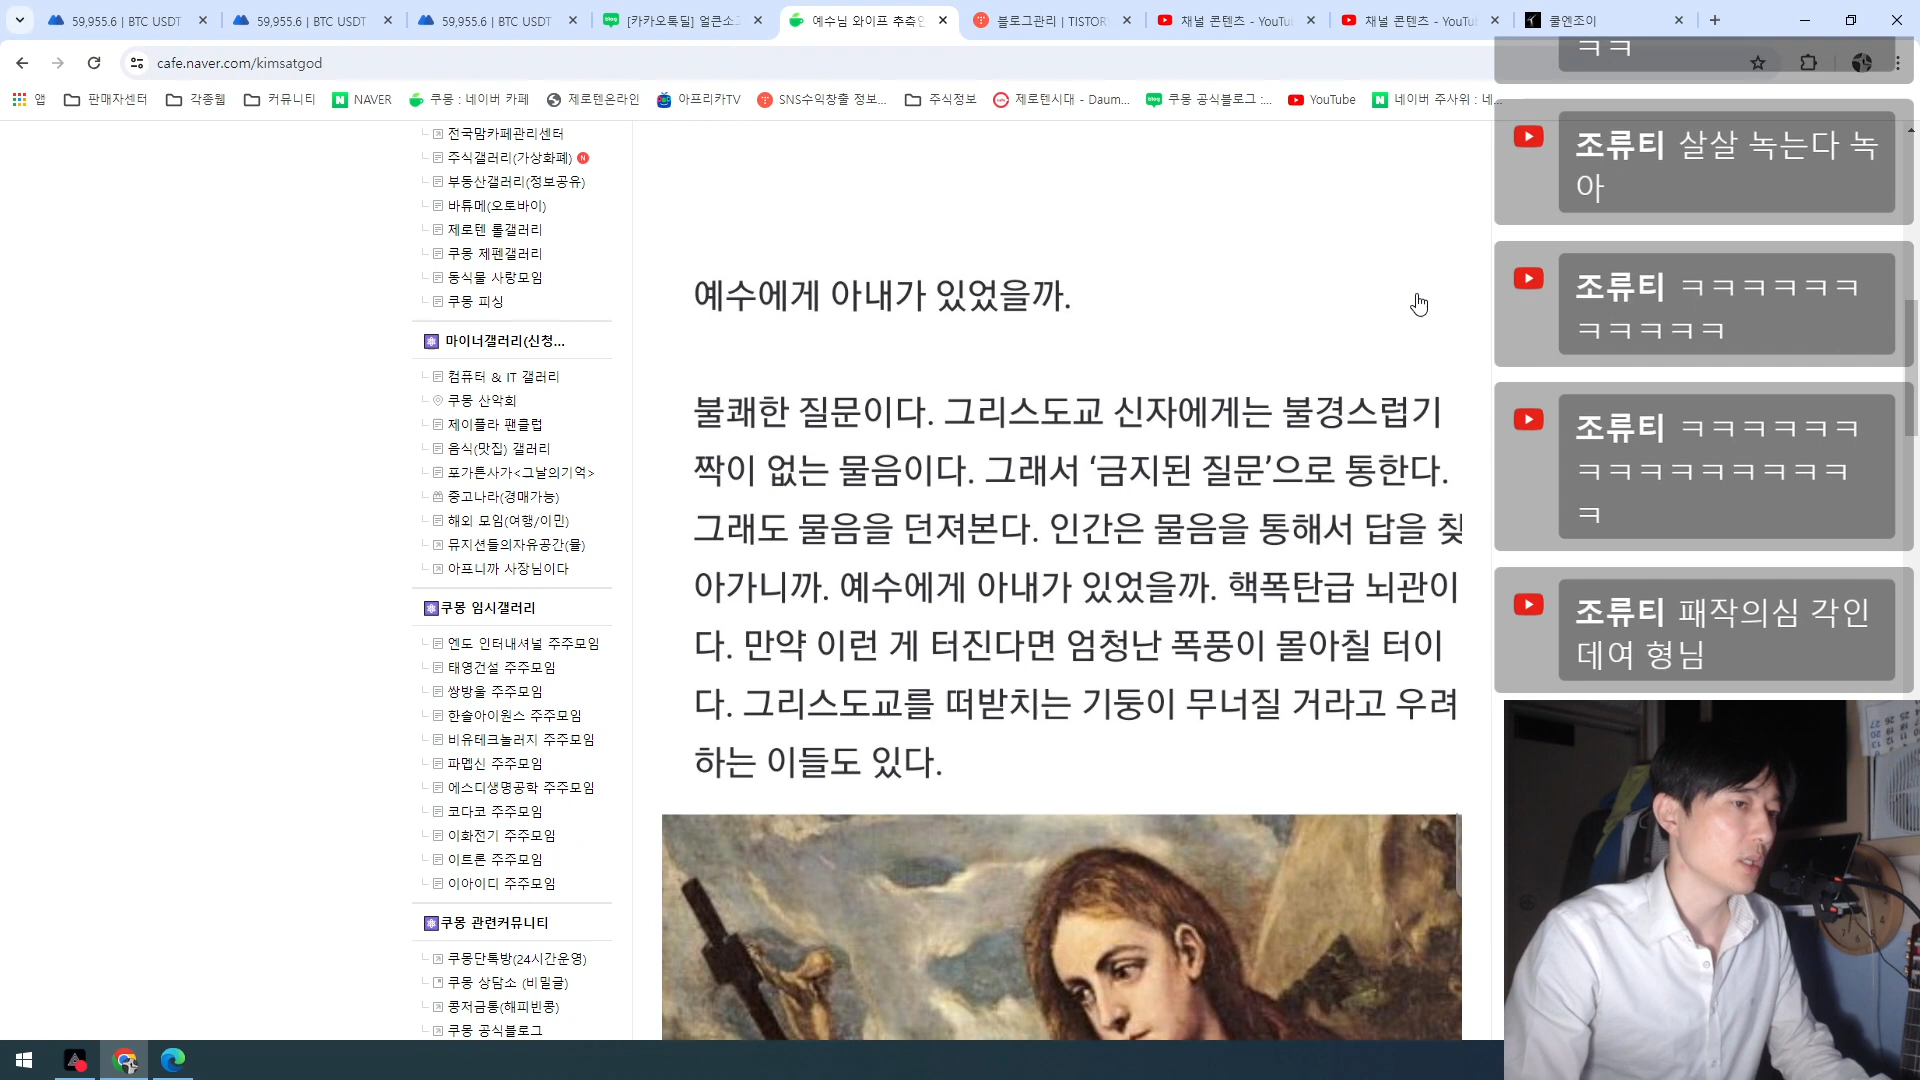 59,955.6 | BTC USDT
59,955.6 | BTC USDT
59,955.6 | BTC USDT
[카카오톡딜] 얼큰소
예수님 와이프 추측
블로그관리 | TISTOR
채널 콘텐츠 - YouTu
채널 콘텐츠 - YouTu
쿨엔조이
cafe.naver.com/kimsatgod
앱
판매자센터
각종웹
커뮤니티
NAVER
쿠몽 : 네이버 카페
제로텐온라인
아프리카TV
SNS수익창출 정보...
주식정보
제로텐시대 - Daum...
쿠몽 공식블로그 :...
YouTube
네이버 주사위 : 네...
전국맘카페관리센터
주식갤러리(가상화폐) N
부동산갤러리(정보공유)
바튜메(오토바이)
제로텐 롤갤러리
쿠몽 제펜갤러리
동식물 사랑모임
쿠몽 피싱
마이너갤러리(신청...
컴퓨터 & IT 갤러리
쿠몽 산악회
제이플라 팬클럽
음식(맛집) 갤러리
포가튼사가<그날의기억>
중고나라(경매가능)
해외 모임(여행/이민)
뮤지션들의자유공간(뮬)
아프니까 사장님이다
쿠몽 임시갤러리
엔도 인터내셔널 주주모임
태영건설 주주모임
쌍방울 주주모임
한솔아이원스 주주모임
비유테크놀러지 주주모임
파멥신 주주모임
에스디생명공학 주주모임
코다코 주주모임
이화전기 주주모임
이트론 주주모임
이아이디 주주모임
쿠몽 관련커뮤니티
쿠몽단톡방(24시간운영)
쿠몽 상담소 (비밀글)
콩저금통(해피빈콩)
쿠몽 공식블로그
예수에게 아내가 있었을까.
불쾌한 질문이다. 그리스도교 신자에게는 불경스럽기
짝이 없는 물음이다. 그래서 ‘금지된 질문’으로 통한다.
그래도 물음을 던져본다. 인간은 물음을 통해서 답을 찾
아가니까. 예수에게 아내가 있었을까. 핵폭탄급 뇌관이
다. 만약 이런 게 터진다면 엄청난 폭풍이 몰아칠 터이
다. 그리스도교를 떠받치는 기둥이 무너질 거라고 우려
하는 이들도 있다.
ㅋㅋ
조류티 살살 녹는다 녹
아
조류티 ㅋㅋㅋㅋㅋㅋ
ㅋㅋㅋㅋㅋ
조류티 ㅋㅋㅋㅋㅋㅋ
ㅋㅋㅋㅋㅋㅋㅋㅋㅋ
ㅋ
조류티 패작의심 각인
데여 형님